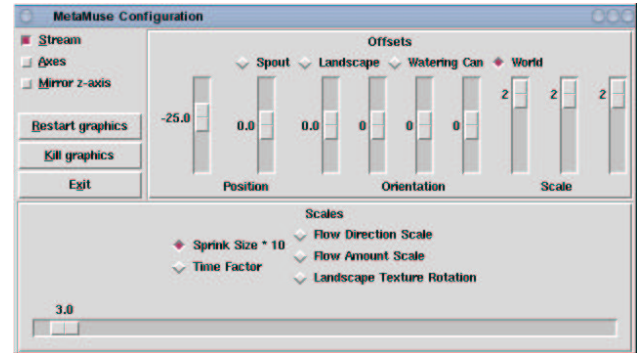 MetaMuse Configuration
Stream
Axes
Mirror z-axis
Restart graphics
Kill graphics
Exit
Offsets
Spout Landscape Watering Can World
-25.0 0.0 0.0 0 0 2 2 2
Position Orientation Scale
Scales
Sprink Size * 10
Time Factor
Flow Direction Scale
Flow Amount Scale
Landscape Texture Rotation
3.0